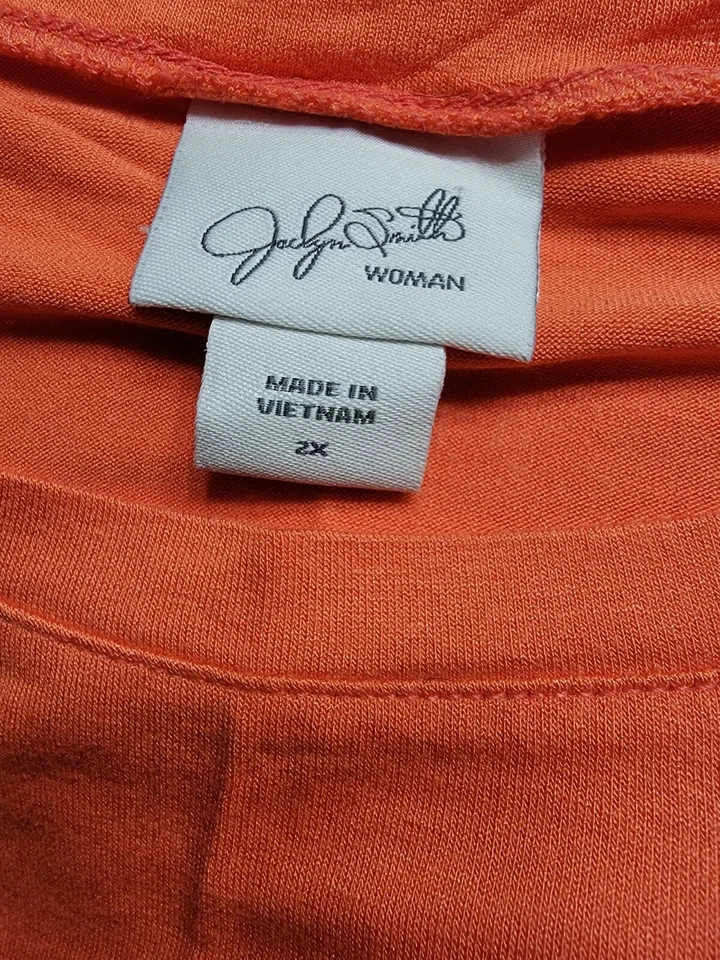 Jaclyn Smith
WOMAN
MADE IN
VIETNAM
2X